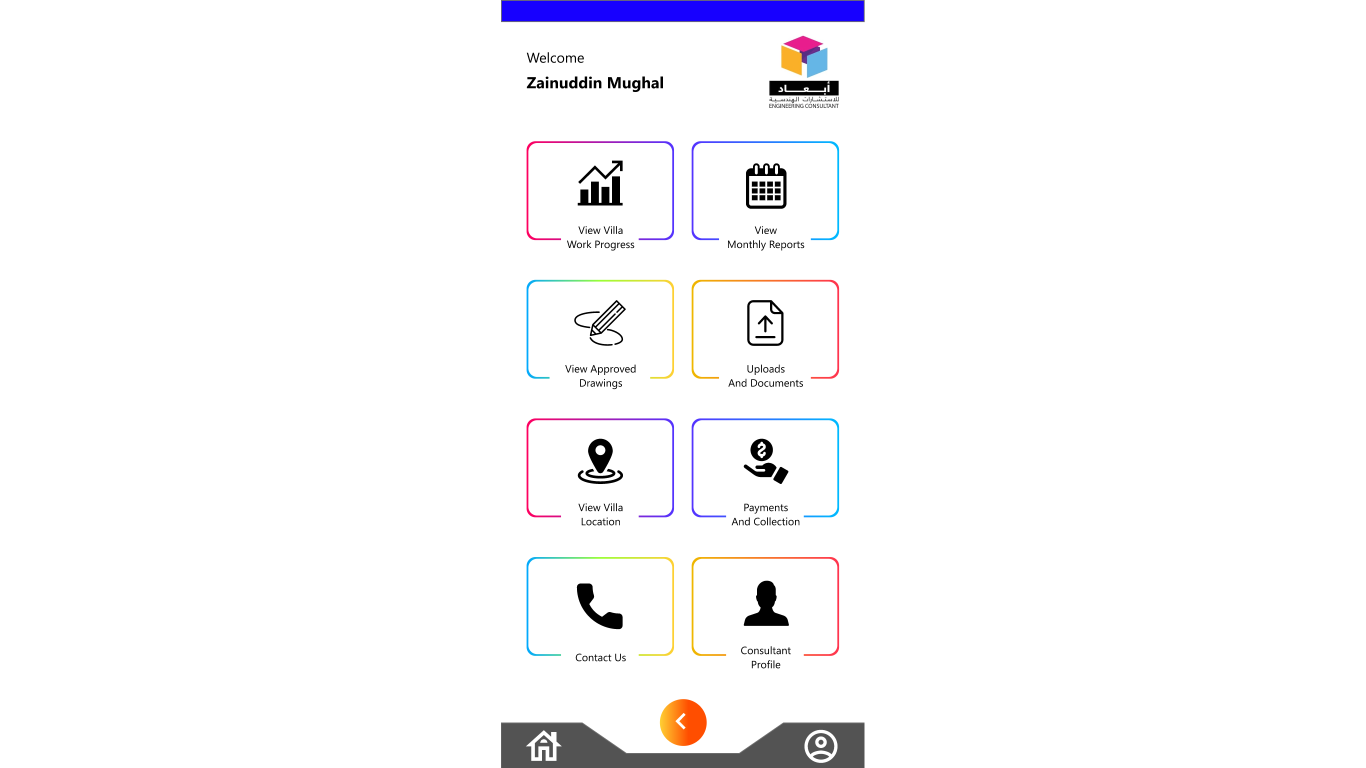 Welcome
Zainuddin Mughal
أبعاد
للاستشارات الهندسية
ENGINEERING CONSULTANT
View Villa
Work Progress
View
Monthly Reports
View Approved
Drawings
Uploads
And Documents
View Villa
Location
Payments
And Collection
Contact Us
Consultant
Profile